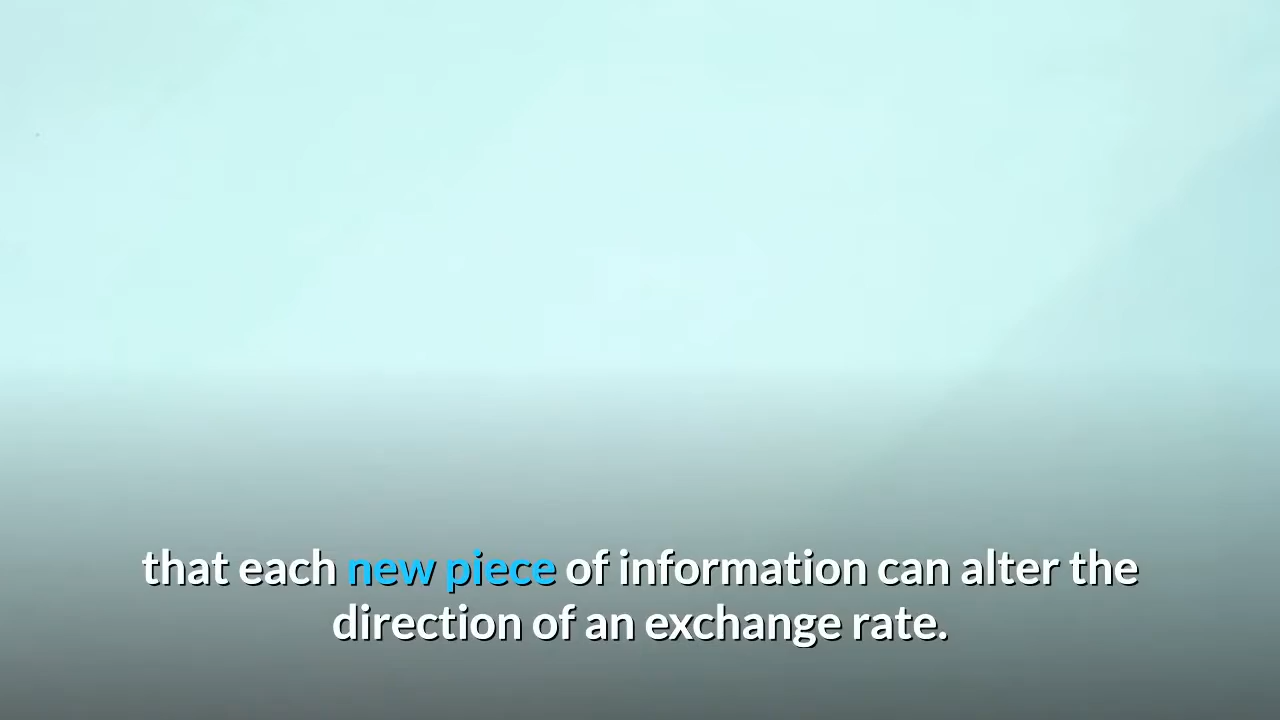 that each new piece of information can alter the
direction of an exchange rate.